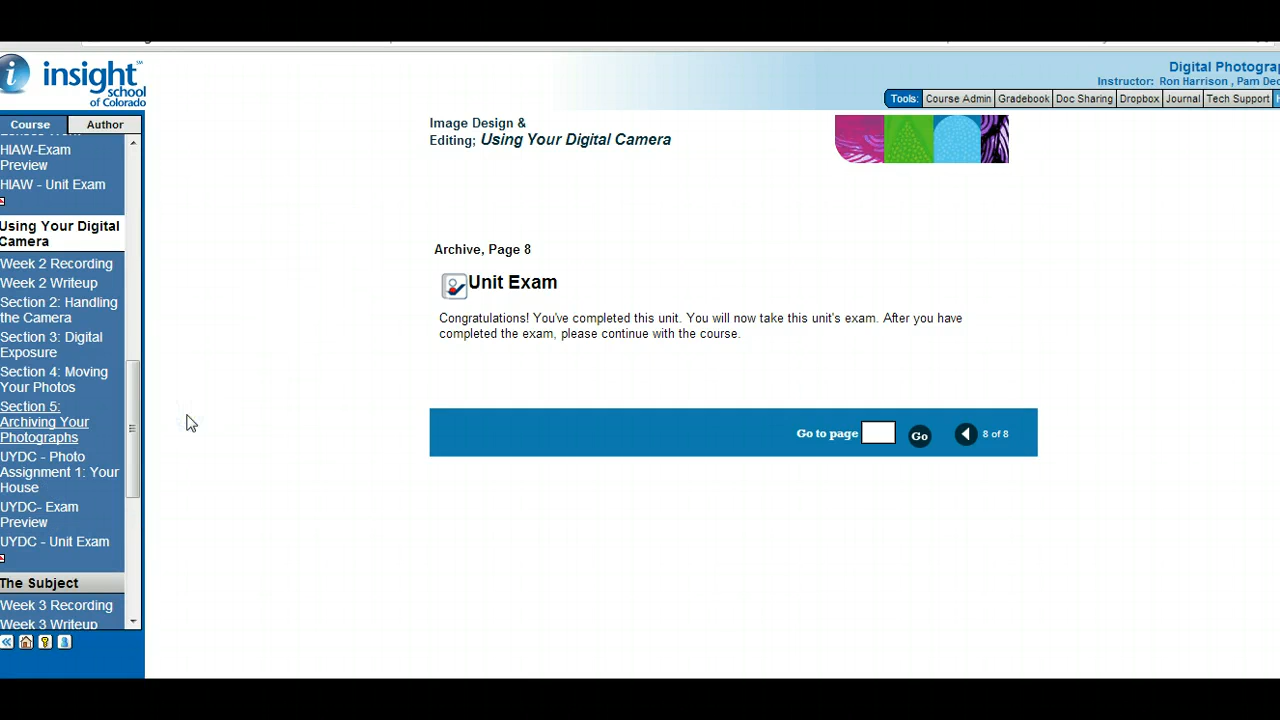 insight
school
of Colorado
Digital Photogra
Instructor: Ron Harrison , Pam Dec
Tools: Course Admin Gradebook Doc Sharing Dropbox Journal Tech Support
Course Author
HIAW-Exam
Preview
HIAW - Unit Exam
Using Your Digital
Camera
Week 2 Recording
Week 2 Writeup
Section 2: Handling
the Camera
Section 3: Digital
Exposure
Section 4: Moving
Your Photos
Section 5:
Archiving Your
Photographs
UYDC - Photo
Assignment 1: Your
House
UYDC- Exam
Preview
UYDC - Unit Exam
The Subject
Week 3 Recording
Week 3 Writeup
Image Design &
Editing; Using Your Digital Camera
Archive, Page 8
Unit Exam
Congratulations! You've completed this unit. You will now take this unit's exam. After you have
completed the exam, please continue with the course.
Go to page Go 8 of 8